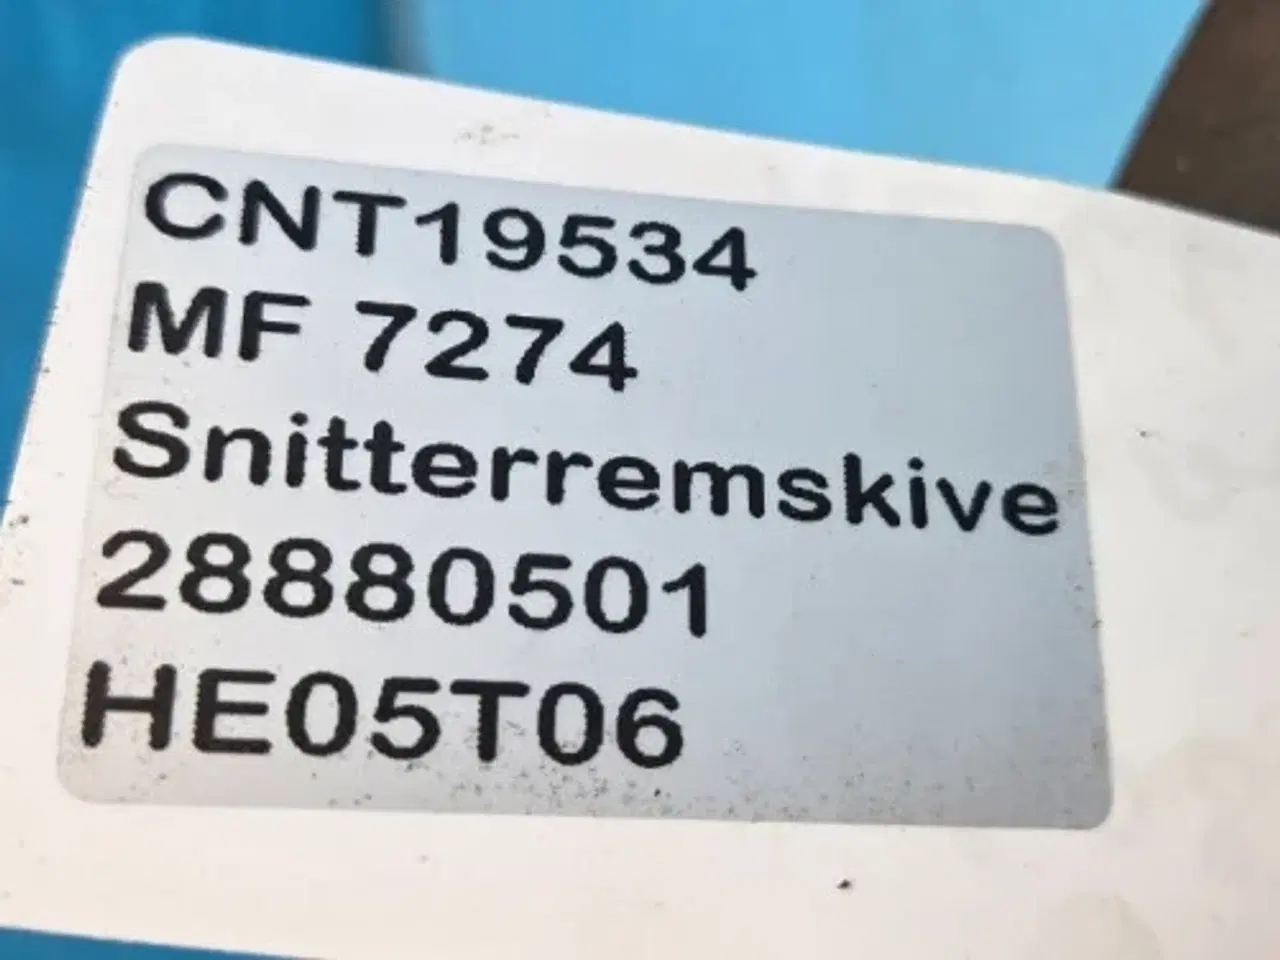 CNT19534
MF 7274
Snitterremskive
28880501
HE05T06